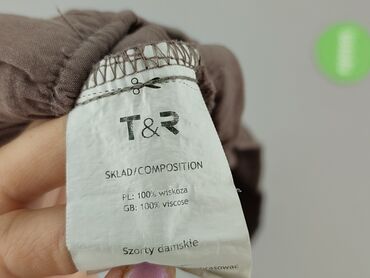 T&R
SKŁAD/COMPOSITION
PL: 100% wiskoza
GB: 100% viscose
Szorty damskie